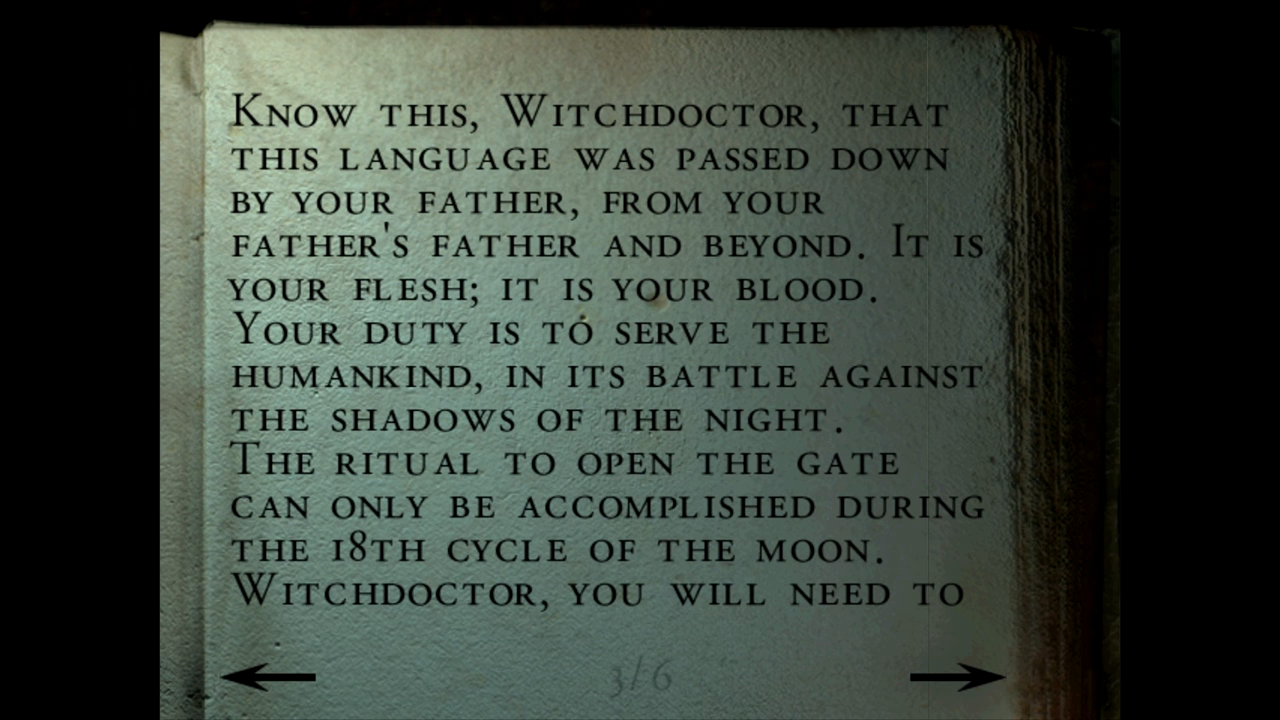 Know this, Witchdoctor, that
this language was passed down
by your father, from your
father's father and beyond. It is
your flesh; it is your blood.
Your duty is to serve the
humankind, in its battle against
the shadows of the night.
The ritual to open the gate
can only be accomplished during
the 18th cycle of the moon.
Witchdoctor, you will need to
3/6